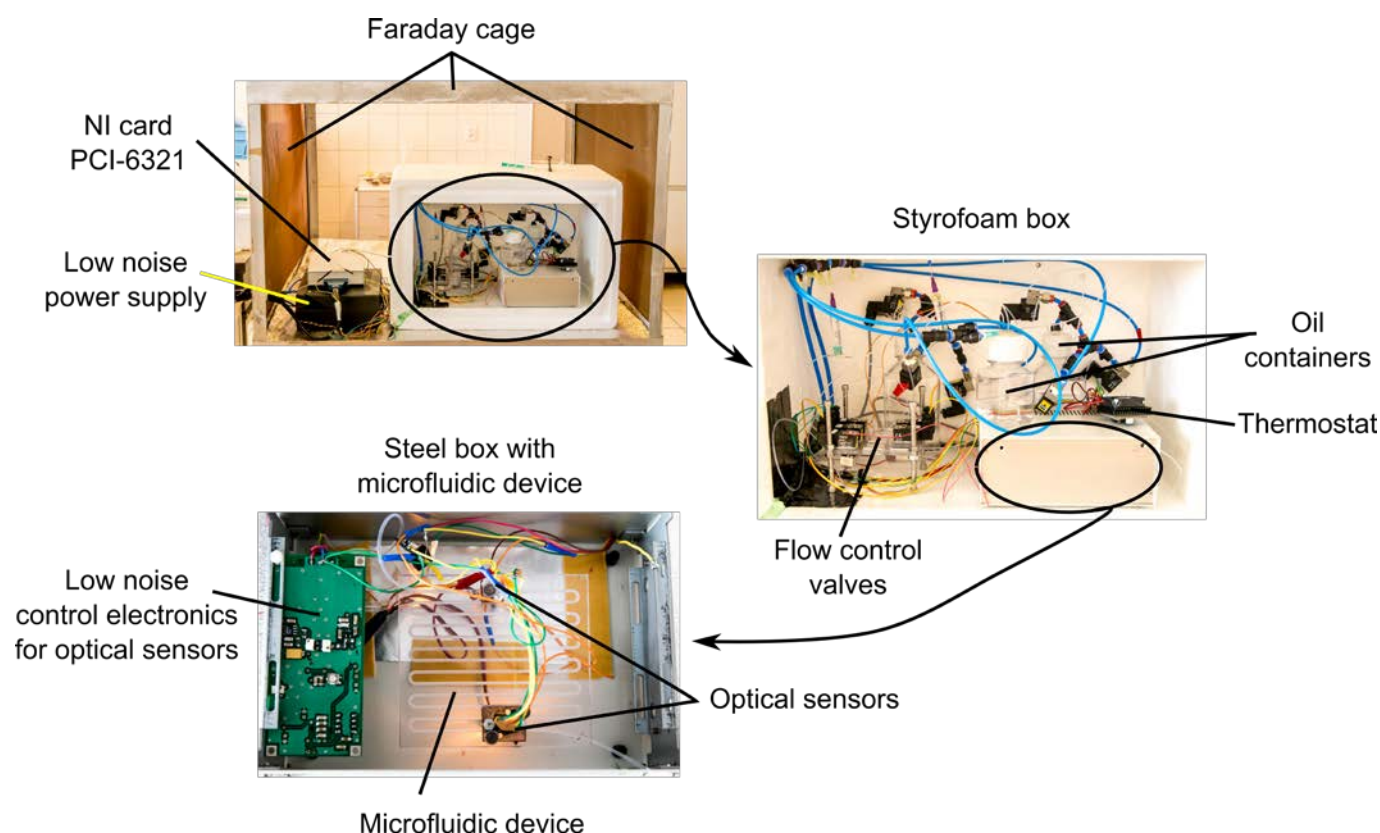 Faraday cage
NI card
PCI-6321
Low noise
power supply
Styrofoam box
Oil
containers
Thermostat
Flow control
valves
Steel box with
microfluidic device
Low noise
control electronics
for optical sensors
Optical sensors
Microfluidic device